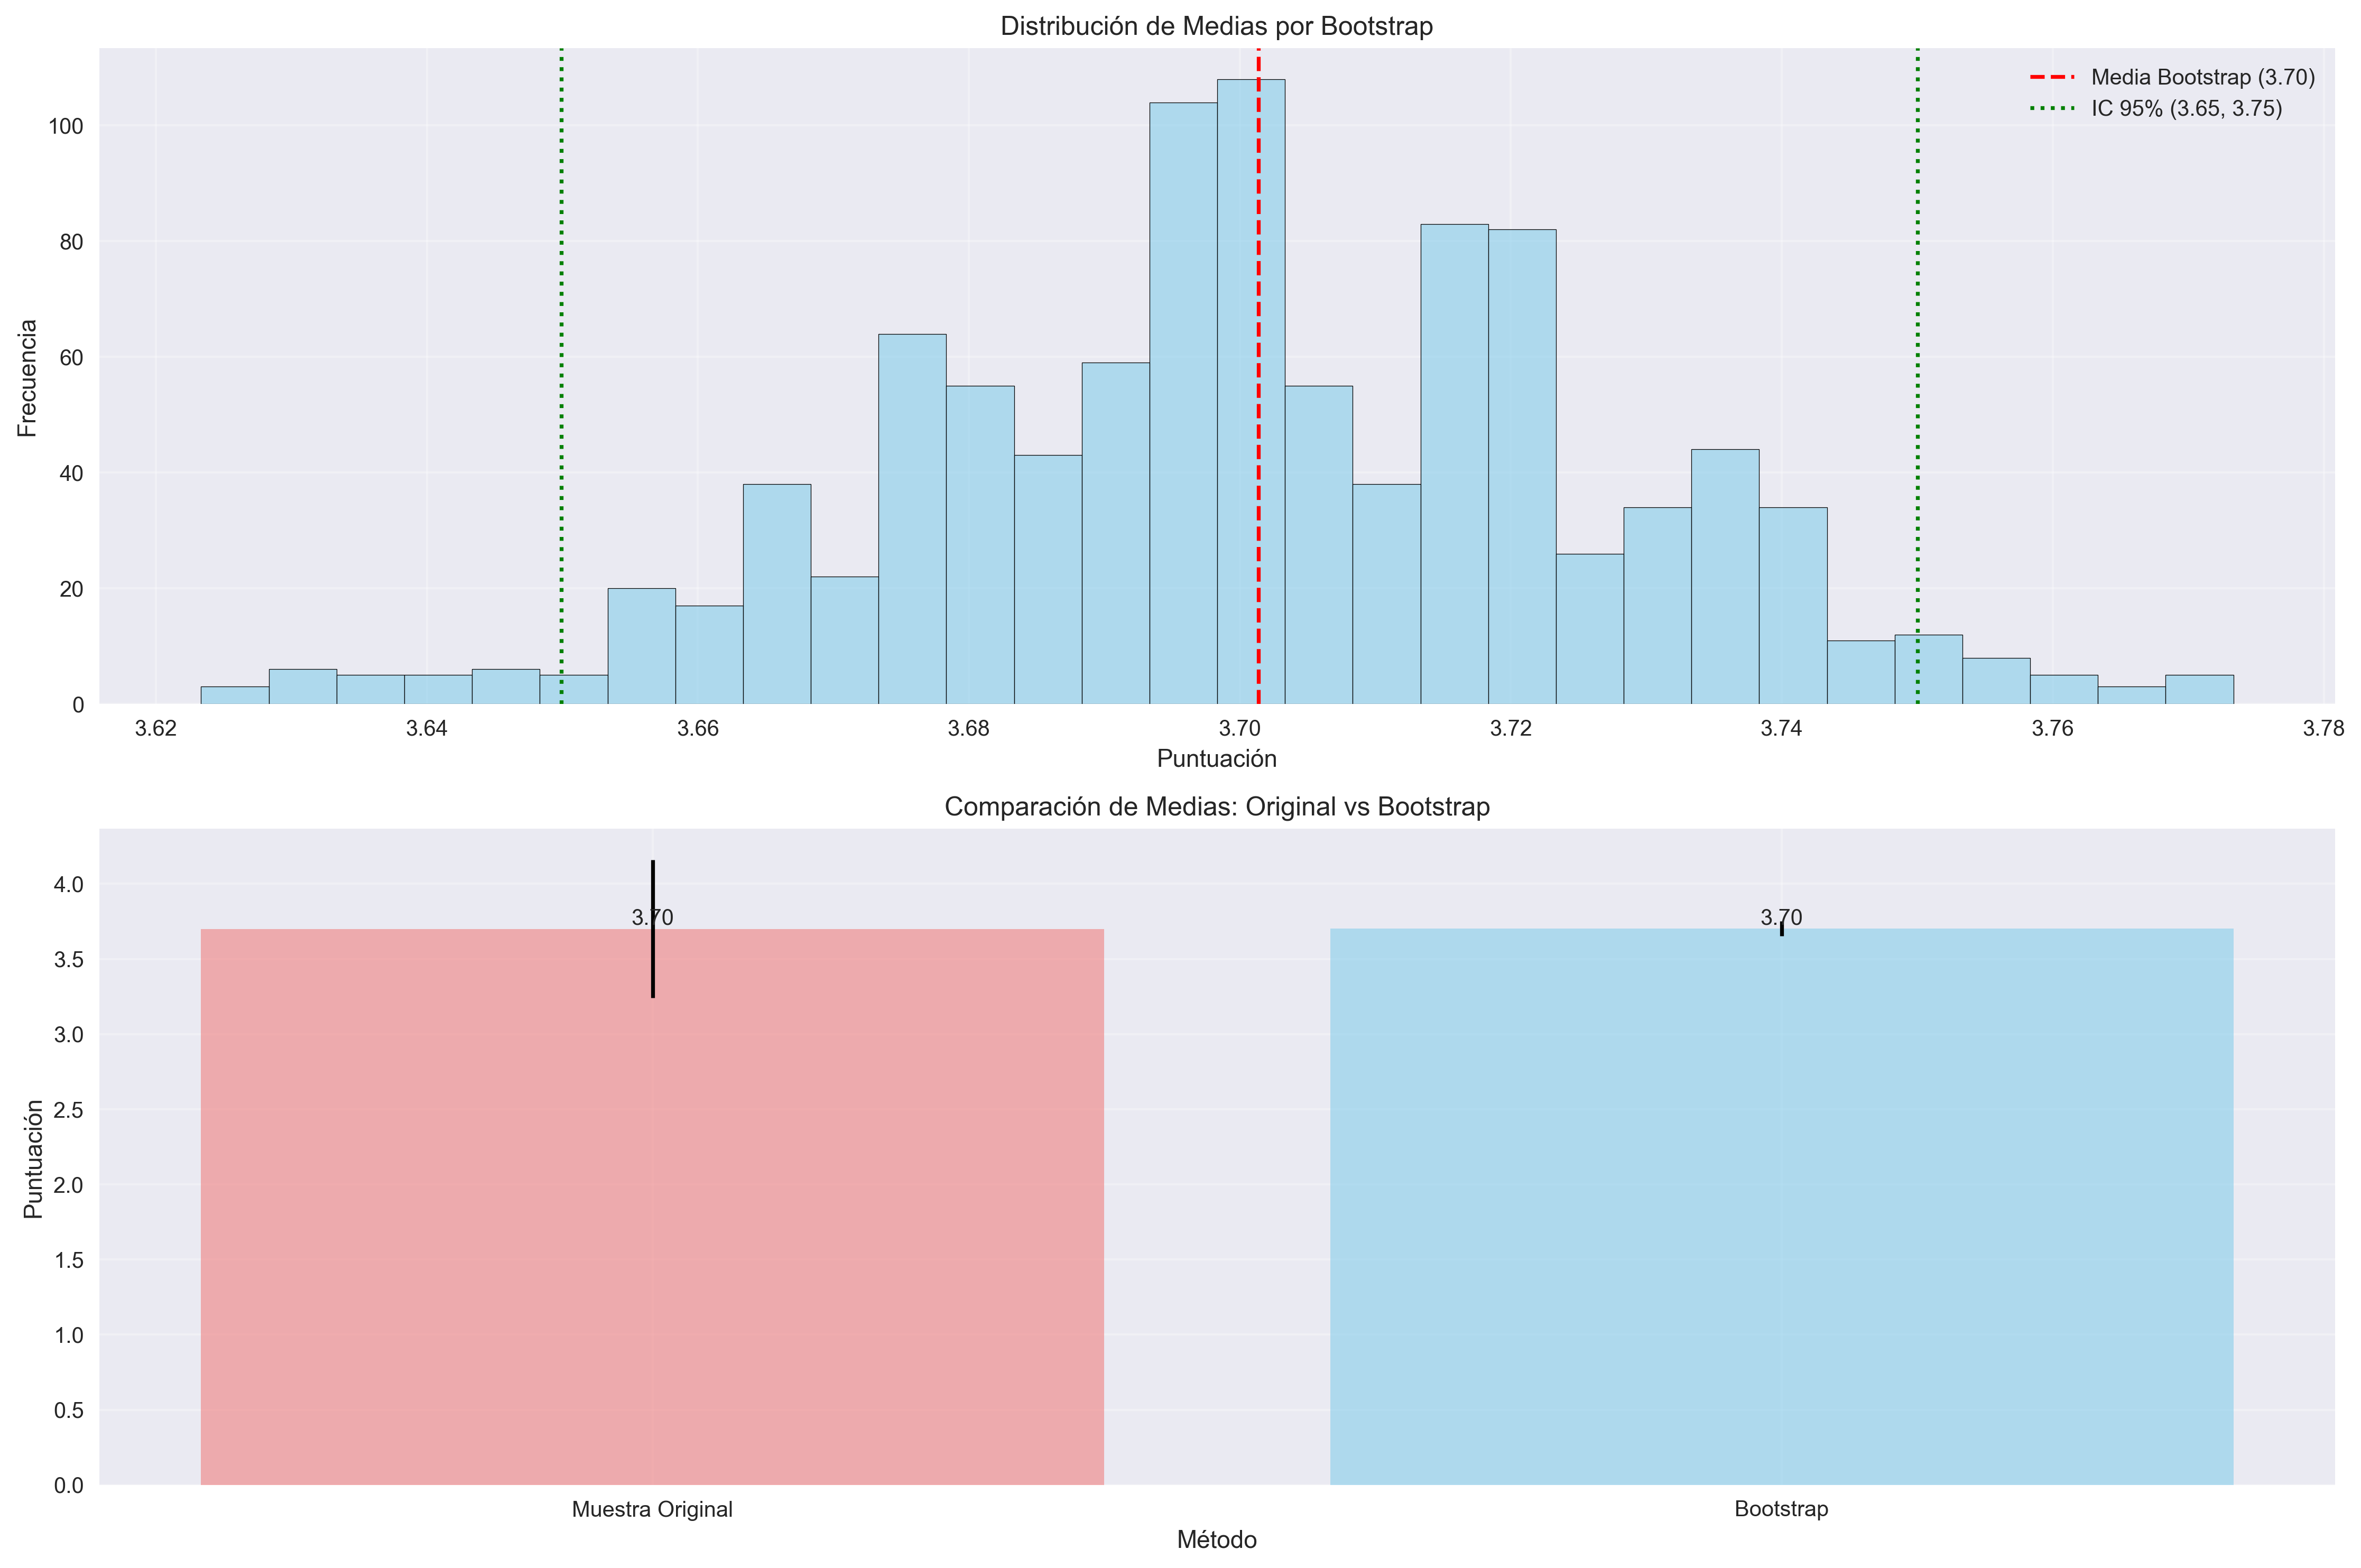 Distribución de Medias por Bootstrap
Media Bootstrap (3.70)
IC 95% (3.65, 3.75)
Frecuencia
100
80
60
40
20
0
3.62 3.64 3.66 3.68 3.70 3.72 3.74 3.76 3.78
Puntuación
Comparación de Medias: Original vs Bootstrap
3.70 3.70
Puntuación
4.0
3.5
3.0
2.5
2.0
1.5
1.0
0.5
0.0
Muestra Original Bootstrap
Método